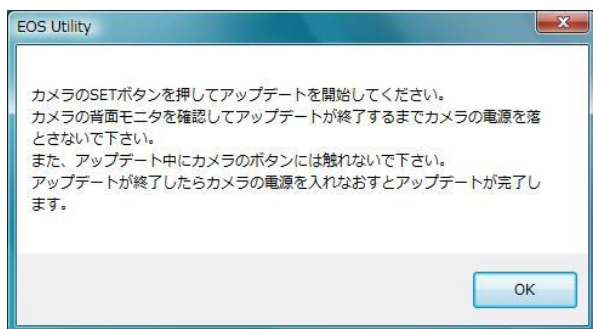 EOS Utility
カメラのSETボタンを押してアップデートを開始してください。
カメラの背面モニタを確認してアップデートが終了するまでカメラの電源を落
とさないで下さい。
また、アップデート中にカメラのボタンには触れないで下さい。
アップデートが終了したらカメラの電源を入れなおすとアップデートが完了し
ます。
OK